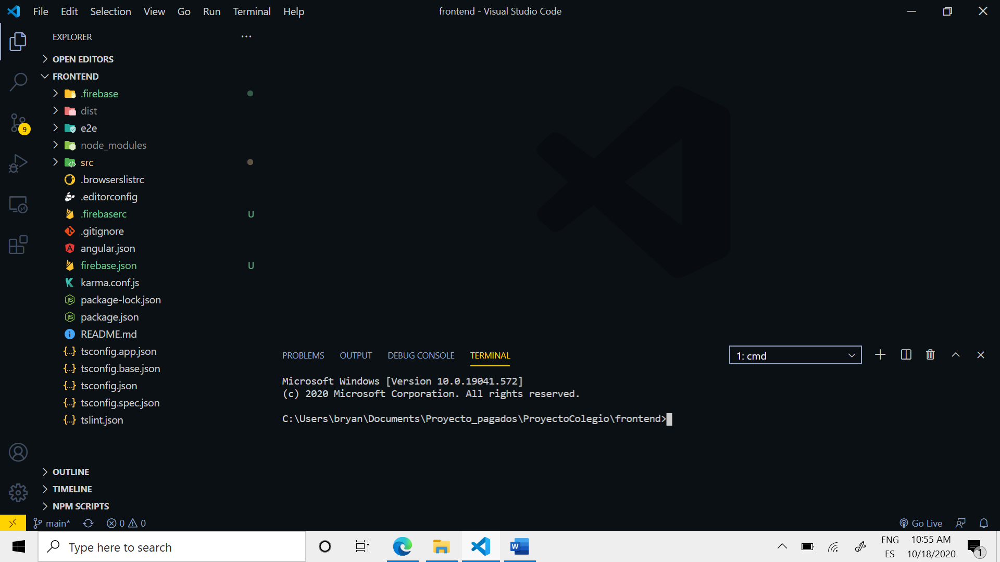 File Edit Selection View Go Run Terminal Help
frontend - Visual Studio Code
EXPLORER
OPEN EDITORS
FRONTEND
.firebase
dist
e2e
node_modules
src
.browserslistrc
.editorconfig
.firebaserc U
.gitignore
angular.json
firebase.json U
karma.conf.js
package-lock.json
package.json
README.md
{..} tsconfig.app.json
{..} tsconfig.base.json
{..} tsconfig.json
{..} tsconfig.spec.json
{..} tslint.json
OUTLINE
TIMELINE
NPM SCRIPTS
9
PROBLEMS OUTPUT DEBUG CONSOLE TERMINAL
1: cmd
Microsoft Windows [Version 10.0.19041.572]
(c) 2020 Microsoft Corporation. All rights reserved.
C:\Users\bryan\Documents\Proyecto_pagados\ProyectoColegio\frontend>
main* 0 0
Go Live
Type here to search
W
ENG
ES
10:55 AM
10/18/2020
1